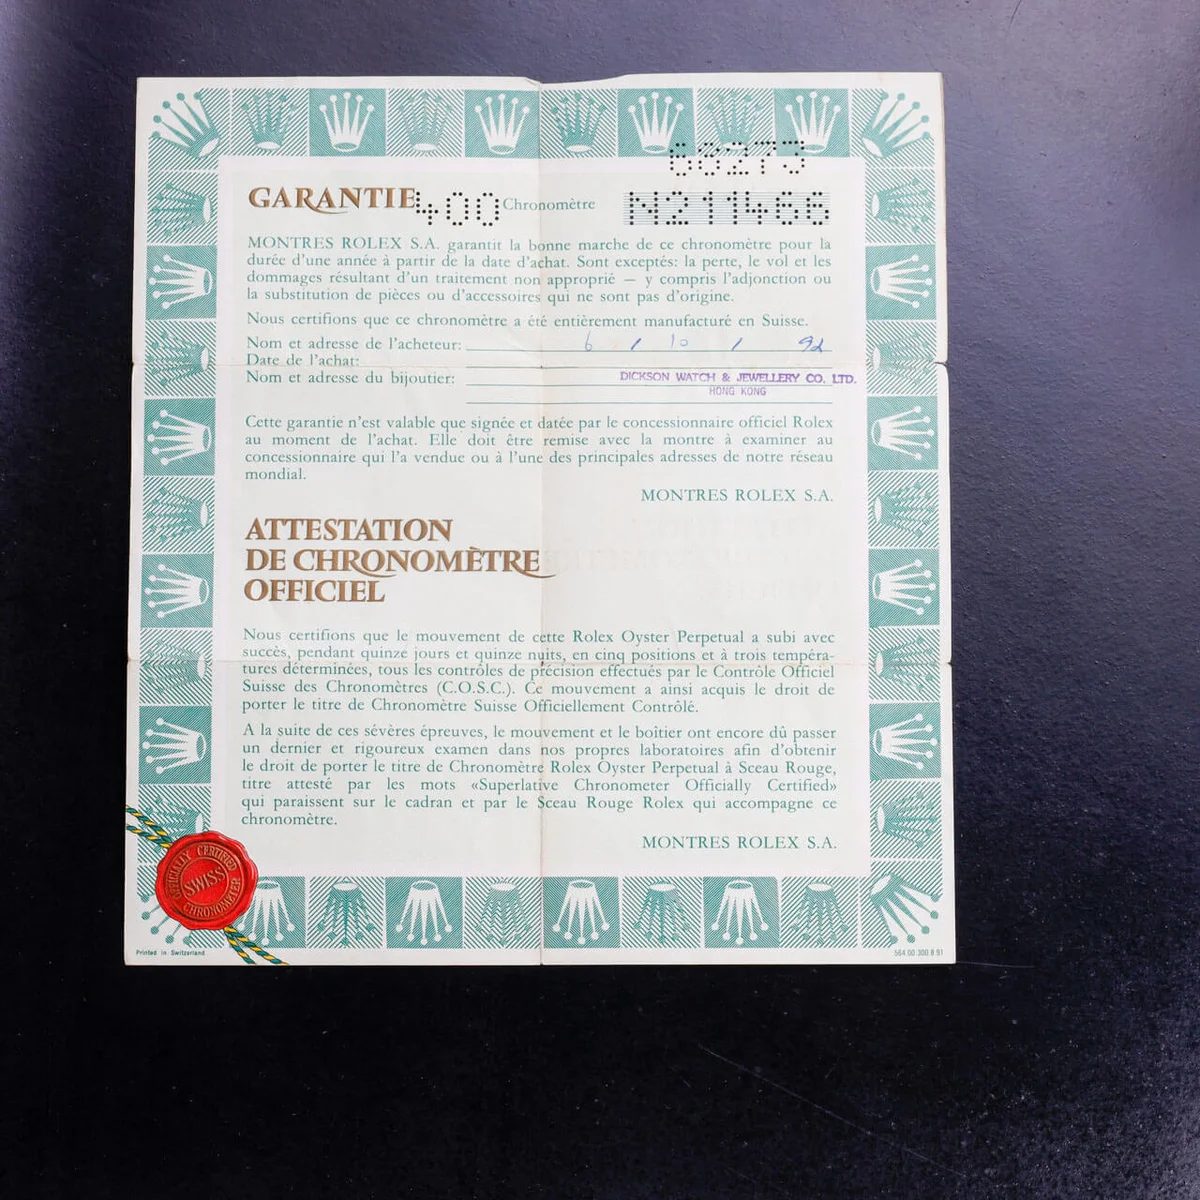 68273
GARANTIE 400 Chronomètre N211466
MONTRES ROLEX S.A. garantit la bonne marche de ce chronomètre pour la
durée d'une année à partir de la date d'achat. Sont exceptés: la perte, le vol et les
dommages résultant d'un traitement non approprié — y compris l'adjonction ou
la substitution de pièces ou d'accessoires qui ne sont pas d'origine.
Nous certifions que ce chronomètre a été entièrement manufacturé en Suisse.
Nom et adresse de l'acheteur: 6 / 10 / 92
Date de l'achat:
Nom et adresse du bijoutier: DICKSON WATCH & JEWELLERY CO. LTD.
HONG KONG
Cette garantie n'est valable que signée et datée par le concessionnaire officiel Rolex
au moment de l'achat. Elle doit être remise avec la montre à examiner au
concessionnaire qui l'a vendue ou à l'une des principales adresses de notre réseau
mondial.
MONTRES ROLEX S.A.
ATTESTATION
DE CHRONOMÈTRE
OFFICIEL
Nous certifions que le mouvement de cette Rolex Oyster Perpetual a subi avec
succès, pendant quinze jours et quinze nuits, en cinq positions et à trois tempéra-
tures déterminées, tous les contrôles de précision effectués par le Contrôle Officiel
Suisse des Chronomètres (C.O.S.C.). Ce mouvement a ainsi acquis le droit de
porter le titre de Chronomètre Suisse Officiellement Contrôlé.
A la suite de ces sévères épreuves, le mouvement et le boîtier ont encore dû passer
un dernier et rigoureux examen dans nos propres laboratoires afin d'obtenir
le droit de porter le titre de Chronomètre Rolex Oyster Perpetual à Sceau Rouge,
titre attesté par les mots «Superlative Chronometer Officially Certified»
qui paraissent sur le cadran et par le Sceau Rouge Rolex qui accompagne ce
chronomètre.
MONTRES ROLEX S.A.
OFFICIALLY CERTIFIED
SWISS
CHRONOMETER
Printed in Switzerland
564.00.300.8.91